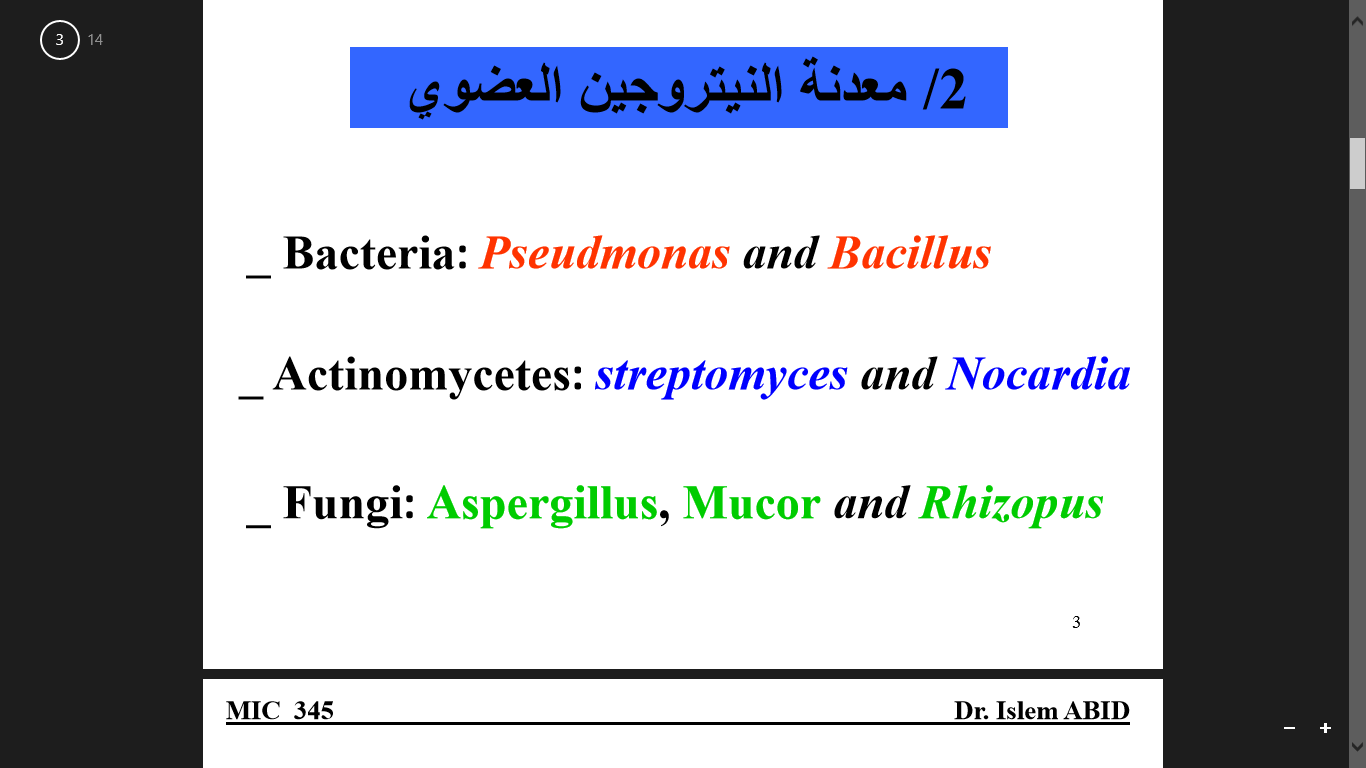 3 14
2/ معدنة النيتروجين العضوي
_ Bacteria: Pseudmonas and Bacillus
_ Actinomycetes: streptomyces and Nocardia
_ Fungi: Aspergillus, Mucor and Rhizopus
3
MIC 345 Dr. Islem ABID